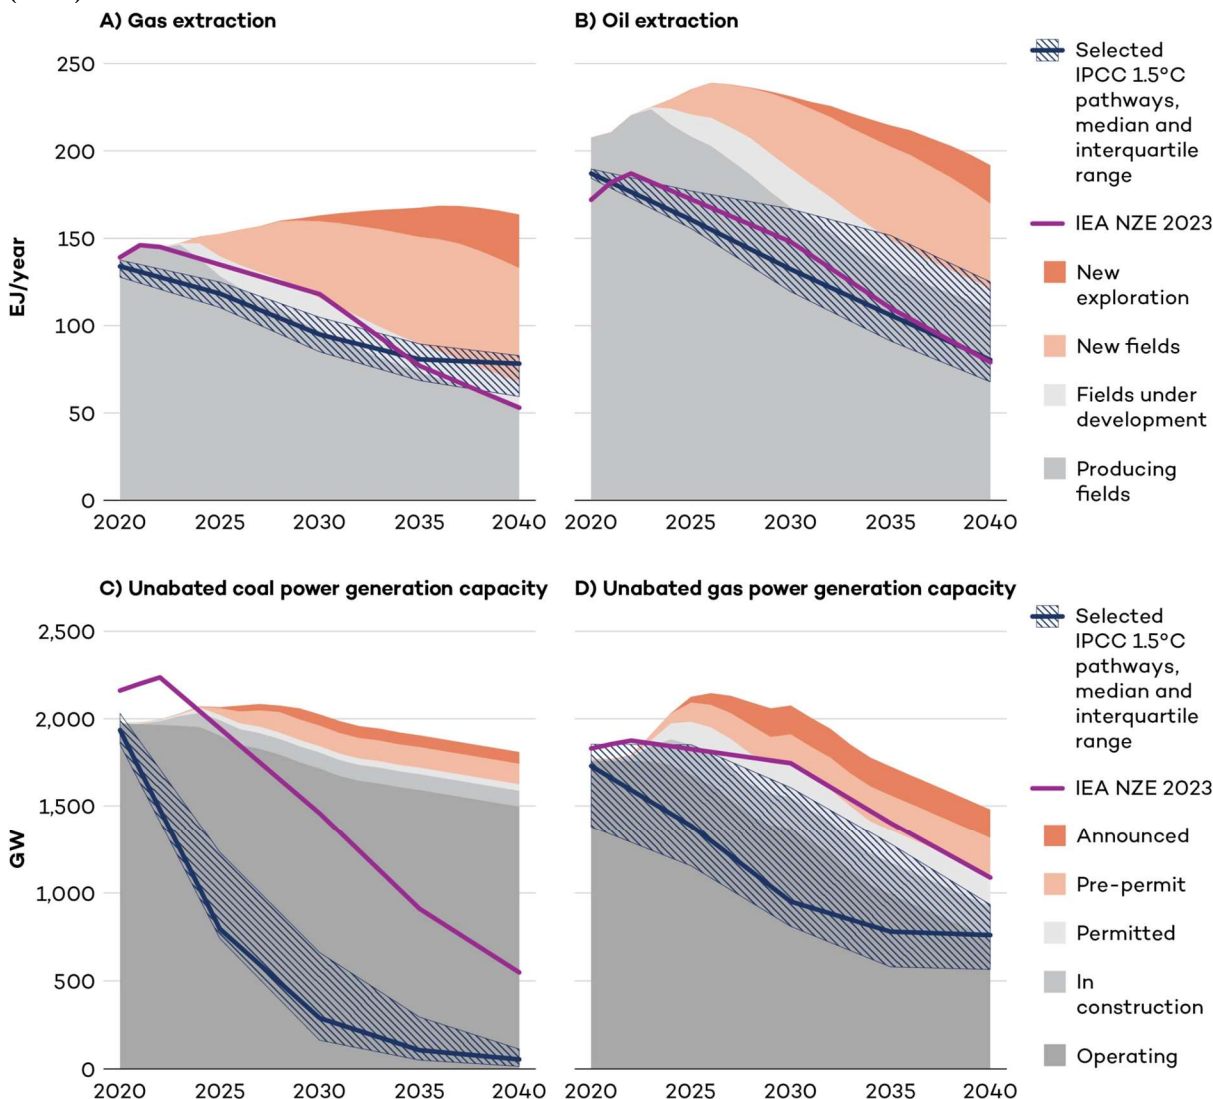 A) Gas extraction
B) Oil extraction
250
200
150
100
50
0
EJ/year
2020 2025 2030 2035 2040
2020 2025 2030 2035 2040
Selected
IPCC 1.5°C
pathways,
median and
interquartile
range
IEA NZE 2023
New
exploration
New fields
Fields under
development
Producing
fields
C) Unabated coal power generation capacity
D) Unabated gas power generation capacity
2,500
2,000
1,500
1,000
500
0
GW
2020 2025 2030 2035 2040
2020 2025 2030 2035 2040
Selected
IPCC 1.5°C
pathways,
median and
interquartile
range
IEA NZE 2023
Announced
Pre-permit
Permitted
In
construction
Operating